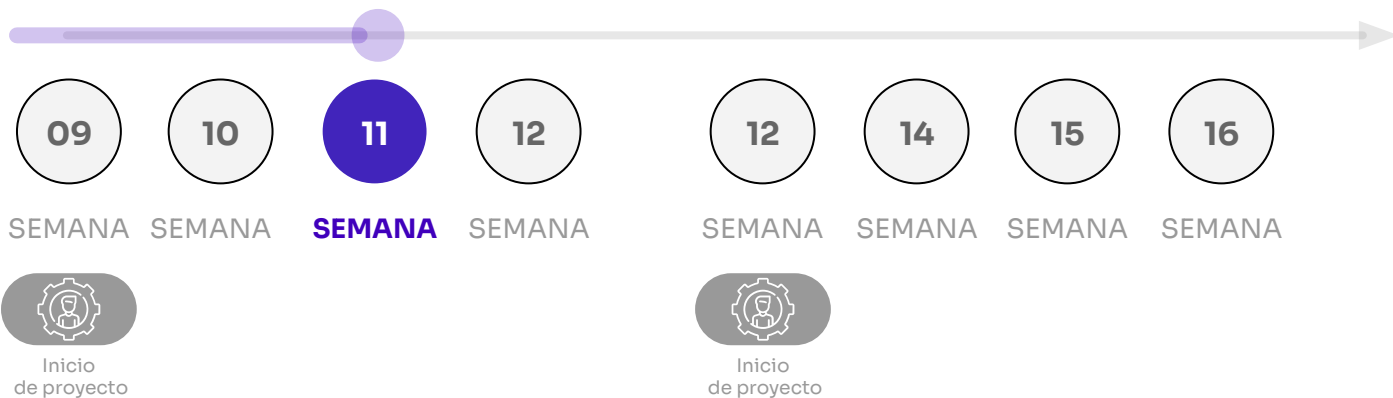 09 10 11 12 12 14 15 16
SEMANA SEMANA SEMANA SEMANA SEMANA SEMANA SEMANA SEMANA
Inicio
de proyecto
Inicio
de proyecto